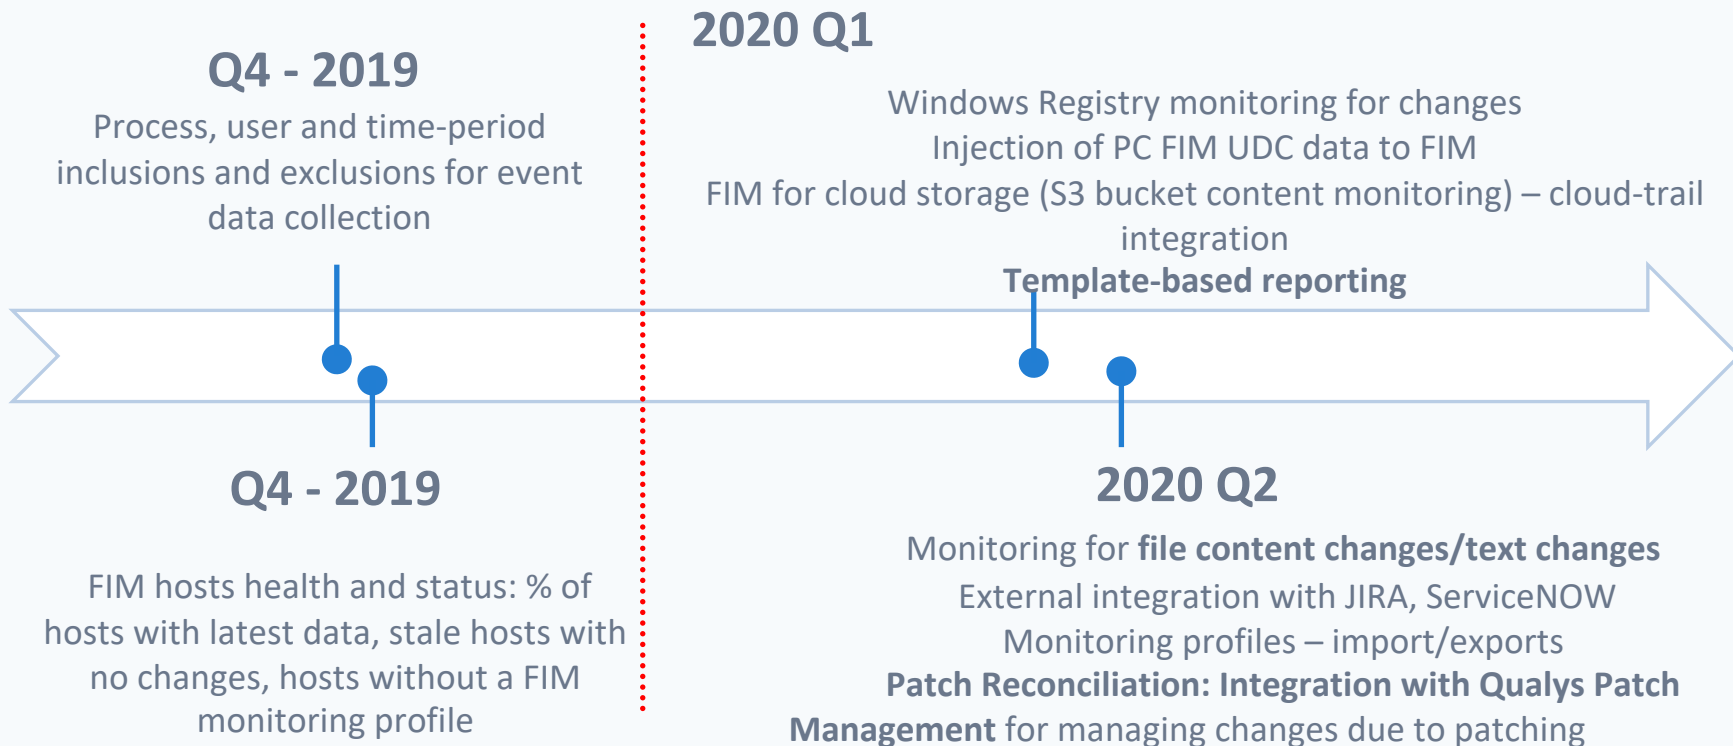 Q4 - 2019
Process, user and time-period
inclusions and exclusions for event
data collection
2020 Q1
Windows Registry monitoring for changes
Injection of PC FIM UDC data to FIM
FIM for cloud storage (S3 bucket content monitoring) – cloud-trail
integration
Template-based reporting
Q4 - 2019
FIM hosts health and status: % of
hosts with latest data, stale hosts with
no changes, hosts without a FIM
monitoring profile
2020 Q2
Monitoring for file content changes/text changes
External integration with JIRA, ServiceNOW
Monitoring profiles – import/exports
Patch Reconciliation: Integration with Qualys Patch
Management for managing changes due to patching